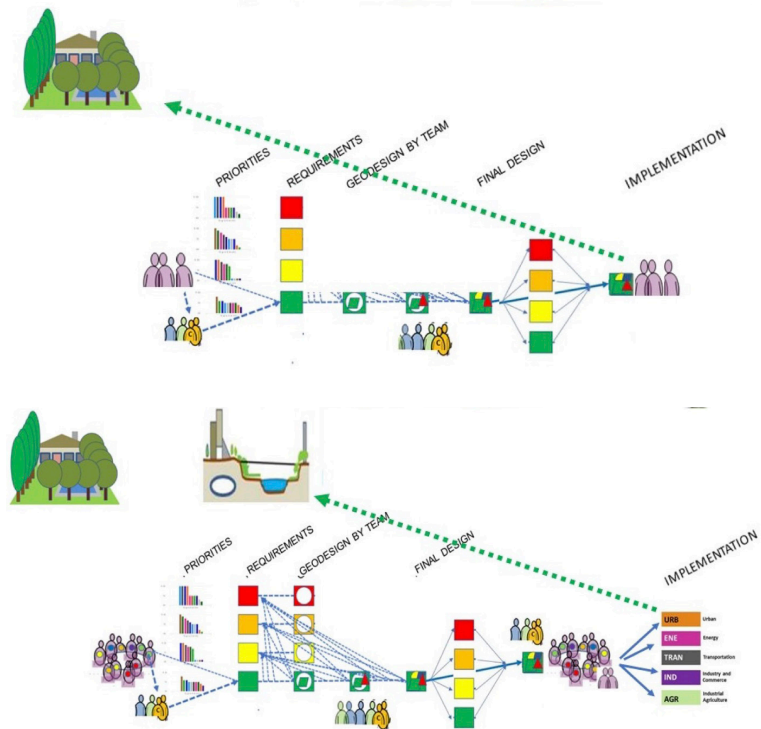 PRIORITIES
REQUIREMENTS
GEODESIGN BY TEAM
FINAL DESIGN
IMPLEMENTATION
PRIORITIES
REQUIREMENTS
GEODESIGN BY TEAM
FINAL DESIGN
IMPLEMENTATION
URB Urban
ENE Energy
TRAN Transportation
IND Industry and
Commerce
AGR Industrial
Agriculture